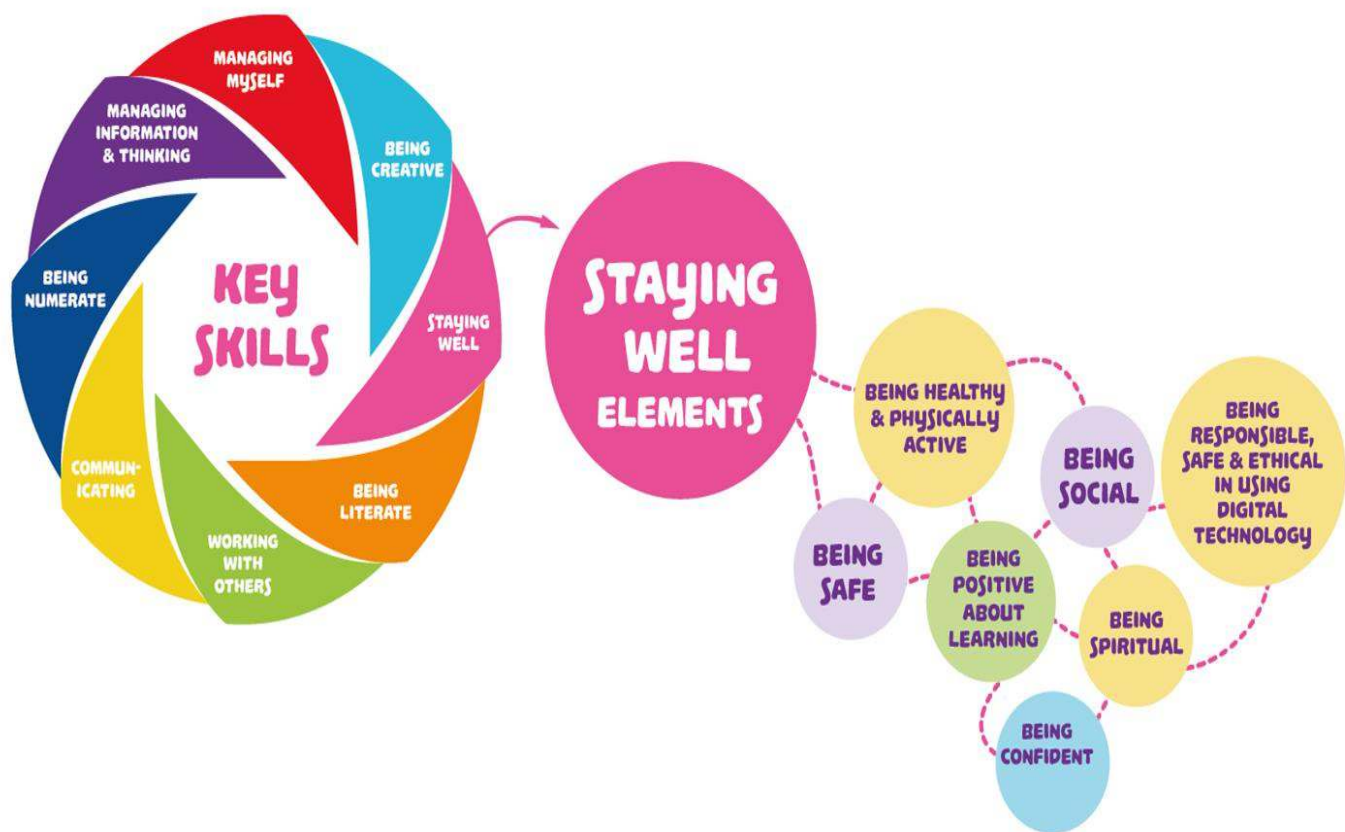 MANAGING
MYSELF
BEING
CREATIVE
STAYING
WELL
BEING
LITERATE
WORKING
WITH
OTHERS
COMMUN-
ICATING
BEING
NUMERATE
MANAGING
INFORMATION
& THINKING
KEY
SKILLS
STAYING
WELL
ELEMENTS
BEING HEALTHY
& PHYSICALLY
ACTIVE
BEING
SOCIAL
BEING
RESPONSIBLE,
SAFE & ETHICAL
IN USING
DIGITAL
TECHNOLOGY
BEING
SAFE
BEING
POSITIVE
ABOUT
LEARNING
BEING
SPIRITUAL
BEING
CONFIDENT